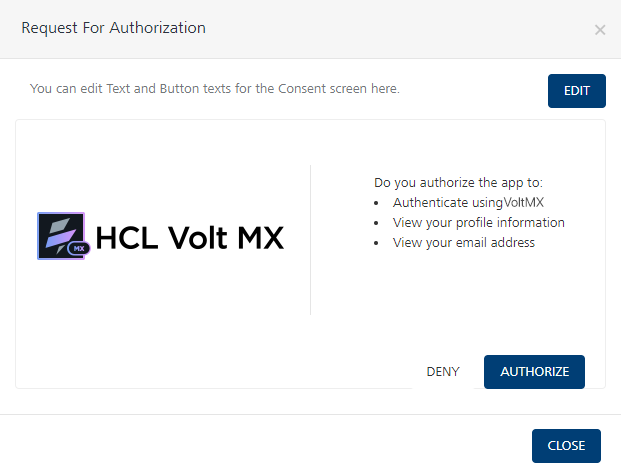 Request For Authorization
×
You can edit Text and Button texts for the Consent screen here.
EDIT
MX
HCL Volt MX
Do you authorize the app to:
• Authenticate usingVoltMX
• View your profile information
• View your email address
DENY
AUTHORIZE
CLOSE